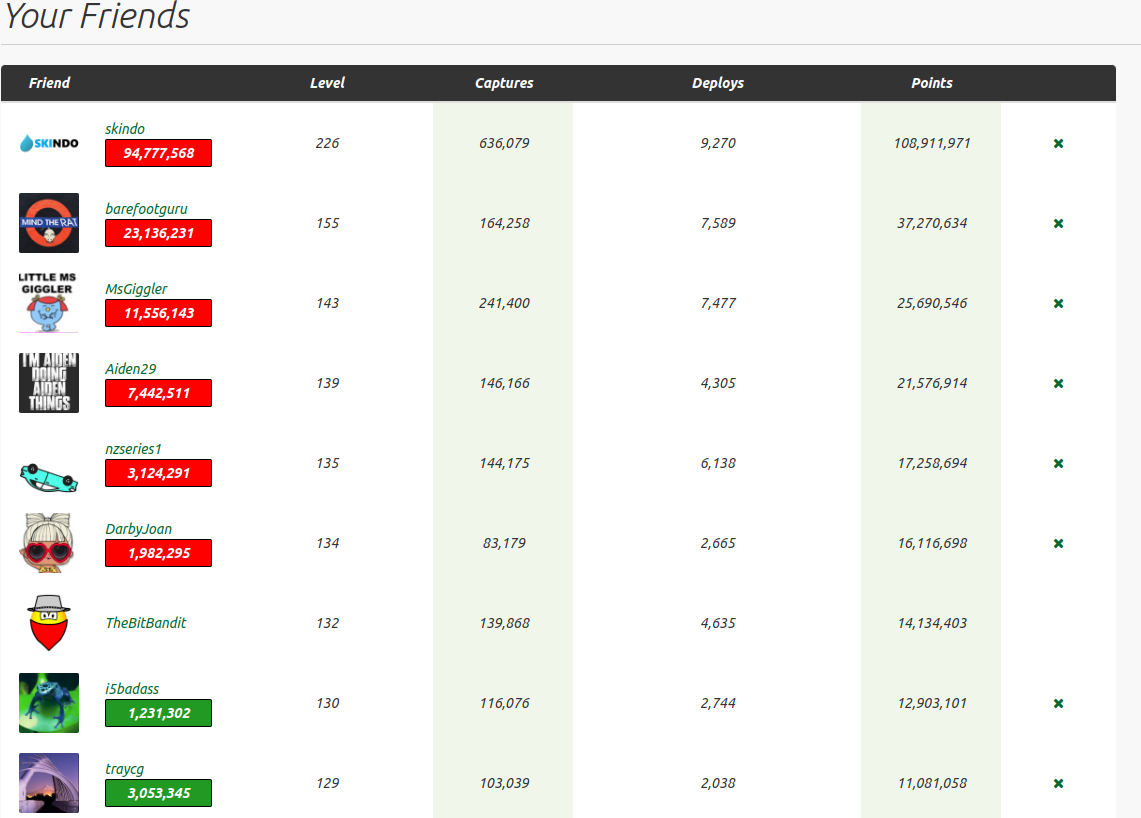 Your Friends
Friend Level Captures Deploys Points
SKINDO
skindo
94,777,568
226 636,079 9,270 108,911,971
MIND THE RAT
barefootguru
23,136,231
155 164,258 7,589 37,270,634
LITTLE MS
GIGGLER
MsGiggler
11,556,143
143 241,400 7,477 25,690,546
I'M AIDEN
DOING
AIDEN
THINGS
Aiden29
7,442,511
139 146,166 4,305 21,576,914
nzseries1
3,124,291
135 144,175 6,138 17,258,694
DarbyJoan
1,982,295
134 83,179 2,665 16,116,698
TheBitBandit 132 139,868 4,635 14,134,403
i5badass
1,231,302
130 116,076 2,744 12,903,101
traycg
3,053,345
129 103,039 2,038 11,081,058